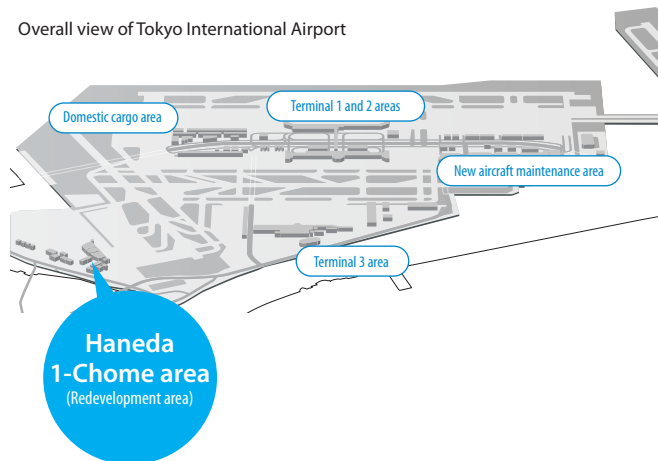 Overall view of Tokyo International Airport
Domestic cargo area
Terminal 1 and 2 areas
New aircraft maintenance area
Terminal 3 area
Haneda
1-Chome area
(Redevelopment area)